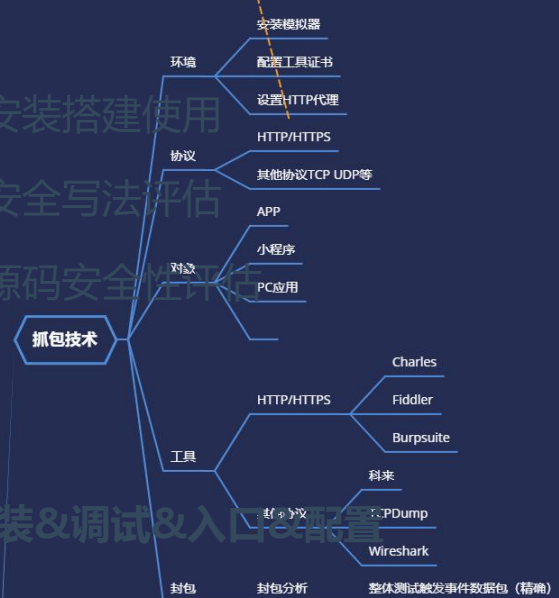 安装模拟器
环境
配置工具证书
设置HTTP代理
安装搭建使用
HTTP/HTTPS
协议
其他协议TCP UDP等
安全写法评估
APP
小程序
对象
PC应用
源码安全性评估
抓包技术
Charles
HTTP/HTTPS
Fiddler
Burpsuite
工具
科来
其他协议
TCPDump
装&调试&入口&配置
Wireshark
封包
封包分析
整体测试触发事件数据包（精确）